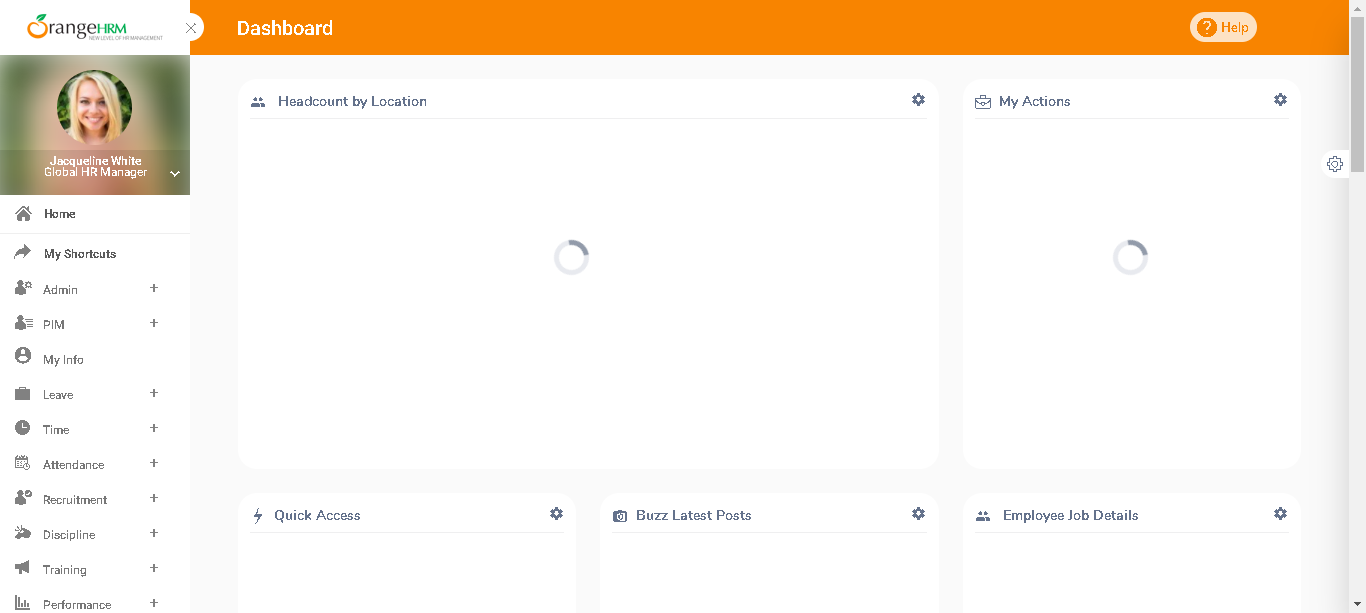 OrangeHRM
NEW LEVEL OF HR MANAGEMENT
Dashboard
? Help
Jacqueline White
Global HR Manager
Home
My Shortcuts
Admin +
PIM +
My Info
Leave +
Time +
Attendance +
Recruitment +
Discipline +
Training +
Performance +
Headcount by Location
My Actions
Quick Access
Buzz Latest Posts
Employee Job Details